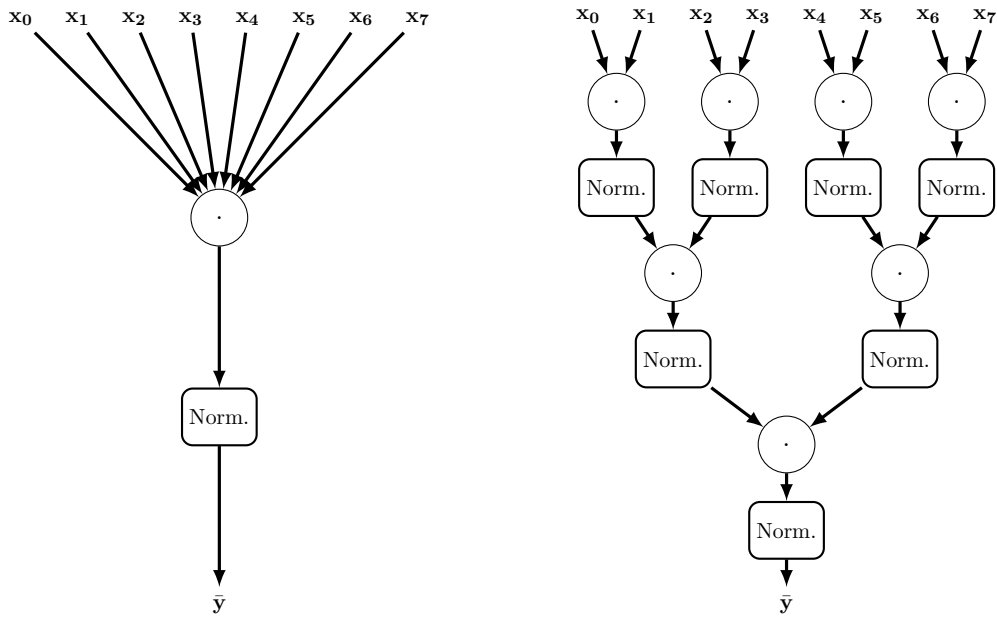 x₀ x₁ x₂ x₃ x₄ x₅ x₆ x₇
·
Norm.
ȳ
x₀ x₁ x₂ x₃ x₄ x₅ x₆ x₇
· · · ·
Norm. Norm. Norm. Norm.
· ·
Norm. Norm.
·
Norm.
ȳ